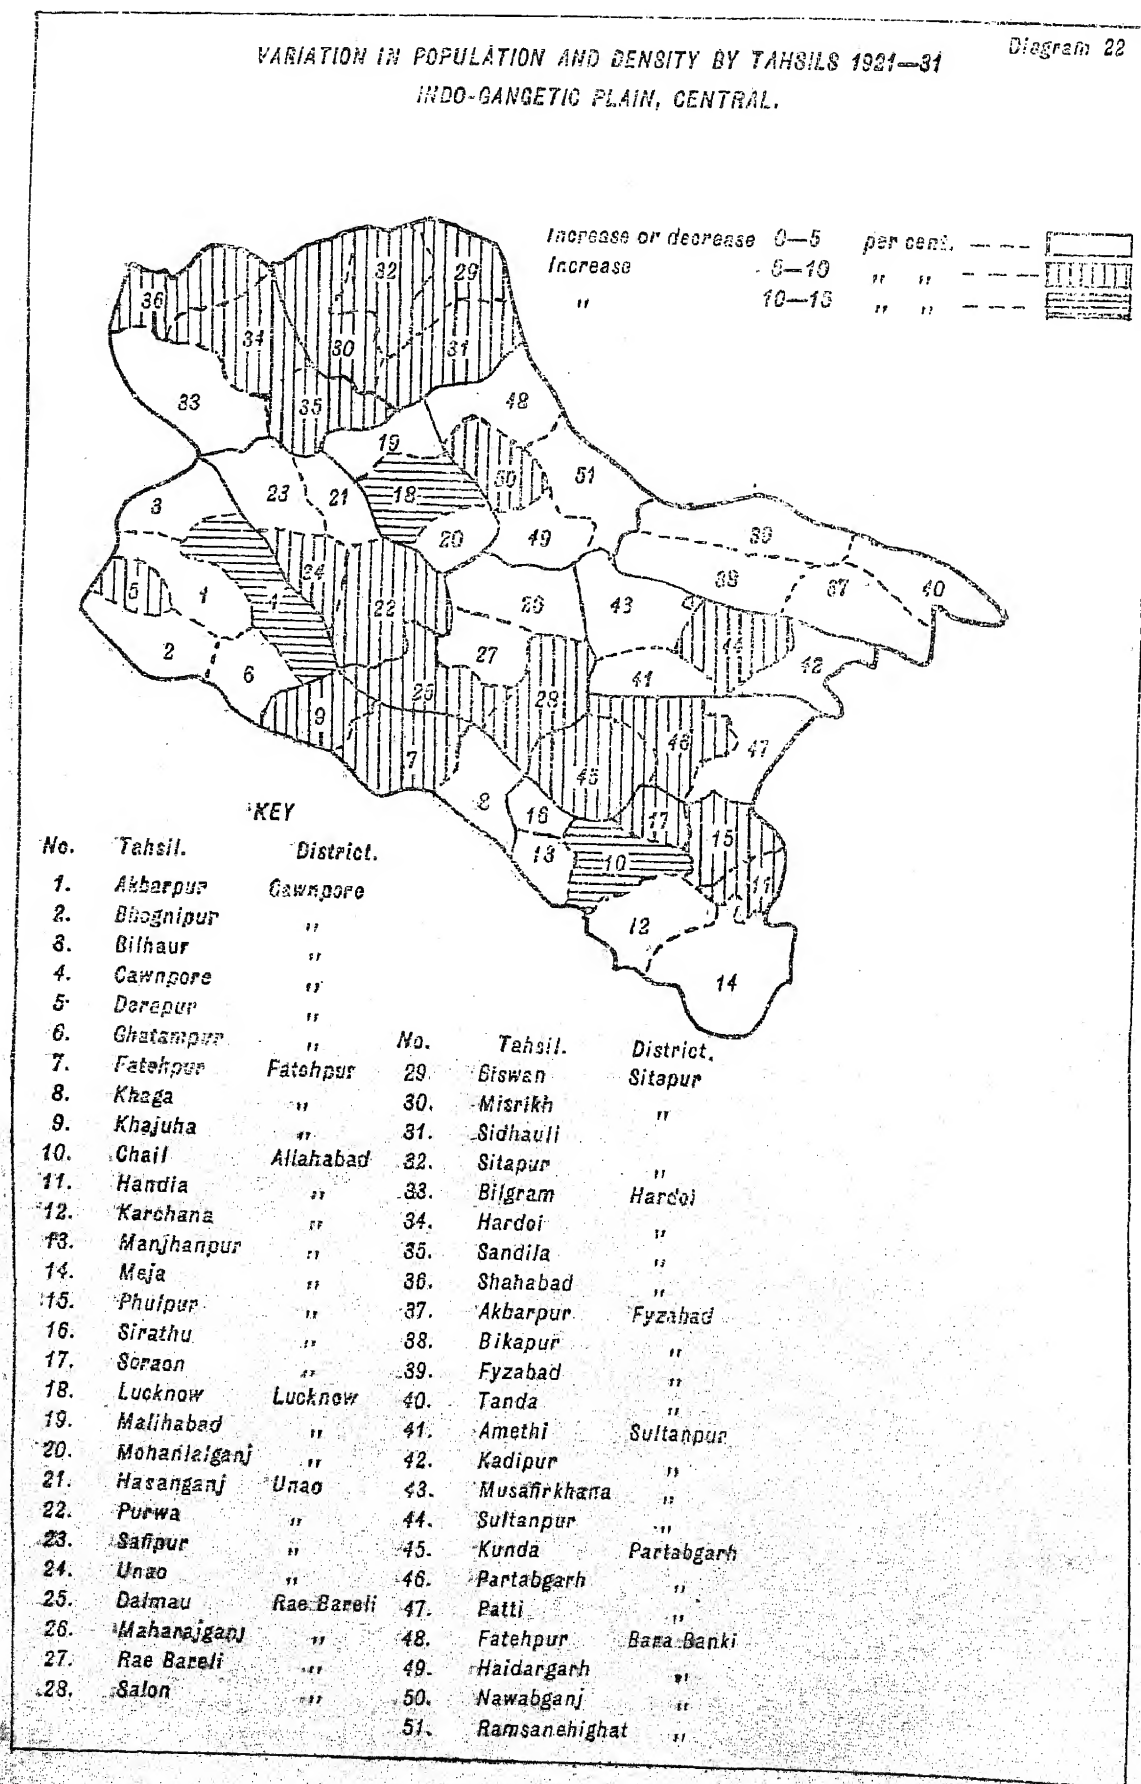 Diagram 22
VARIATION IN POPULATION AND DENSITY BY TAHSILS 1921—31
INDO-GANGETIC PLAIN, CENTRAL.
Increase or decrease 0—5 per cent.
Increase 5—10 " "
" 10—15 " "
36
32
29
34
30
31
33
35
48
19
50
51
3
23
21
18
20
49
39
5
1
4
24
22
26
43
38
37
40
2
6
27
41
44
42
9
25
28
7
45
46
47
8
16
17
15
13
10
11
12
14
KEY
No. Tahsil. District.
1. Akbarpur Cawnpore
2. Bhognipur "
3. Bilhaur "
4. Cawnpore "
5. Derapur "
6. Ghatampur "
7. Fatehpur Fatehpur
8. Khaga "
9. Khajuha "
10. Chail Allahabad
11. Handia "
12. Karchana "
13. Manjhanpur "
14. Meja "
15. Phulpur "
16. Sirathu "
17. Soraon "
18. Lucknow Lucknow
19. Malihabad "
20. Mohanlalganj "
21. Hasanganj Unao
22. Purwa "
23. Safipur "
24. Unao "
25. Dalmau Rae Bareli
26. Maharajganj "
27. Rae Bareli "
28. Salon "
No. Tahsil. District.
29. Biswan Sitapur
30. Misrikh "
31. Sidhauli
32. Sitapur "
33. Bilgram Hardoi
34. Hardoi "
35. Sandila "
36. Shahabad "
37. Akbarpur Fyzabad
38. Bikapur "
39. Fyzabad "
40. Tanda "
41. Amethi Sultanpur
42. Kadipur "
43. Musafirkhana "
44. Sultanpur "
45. Kunda Partabgarh
46. Partabgarh "
47. Patti "
48. Fatehpur Bara Banki
49. Haidargarh "
50. Nawabganj "
51. Ramsanehighat "